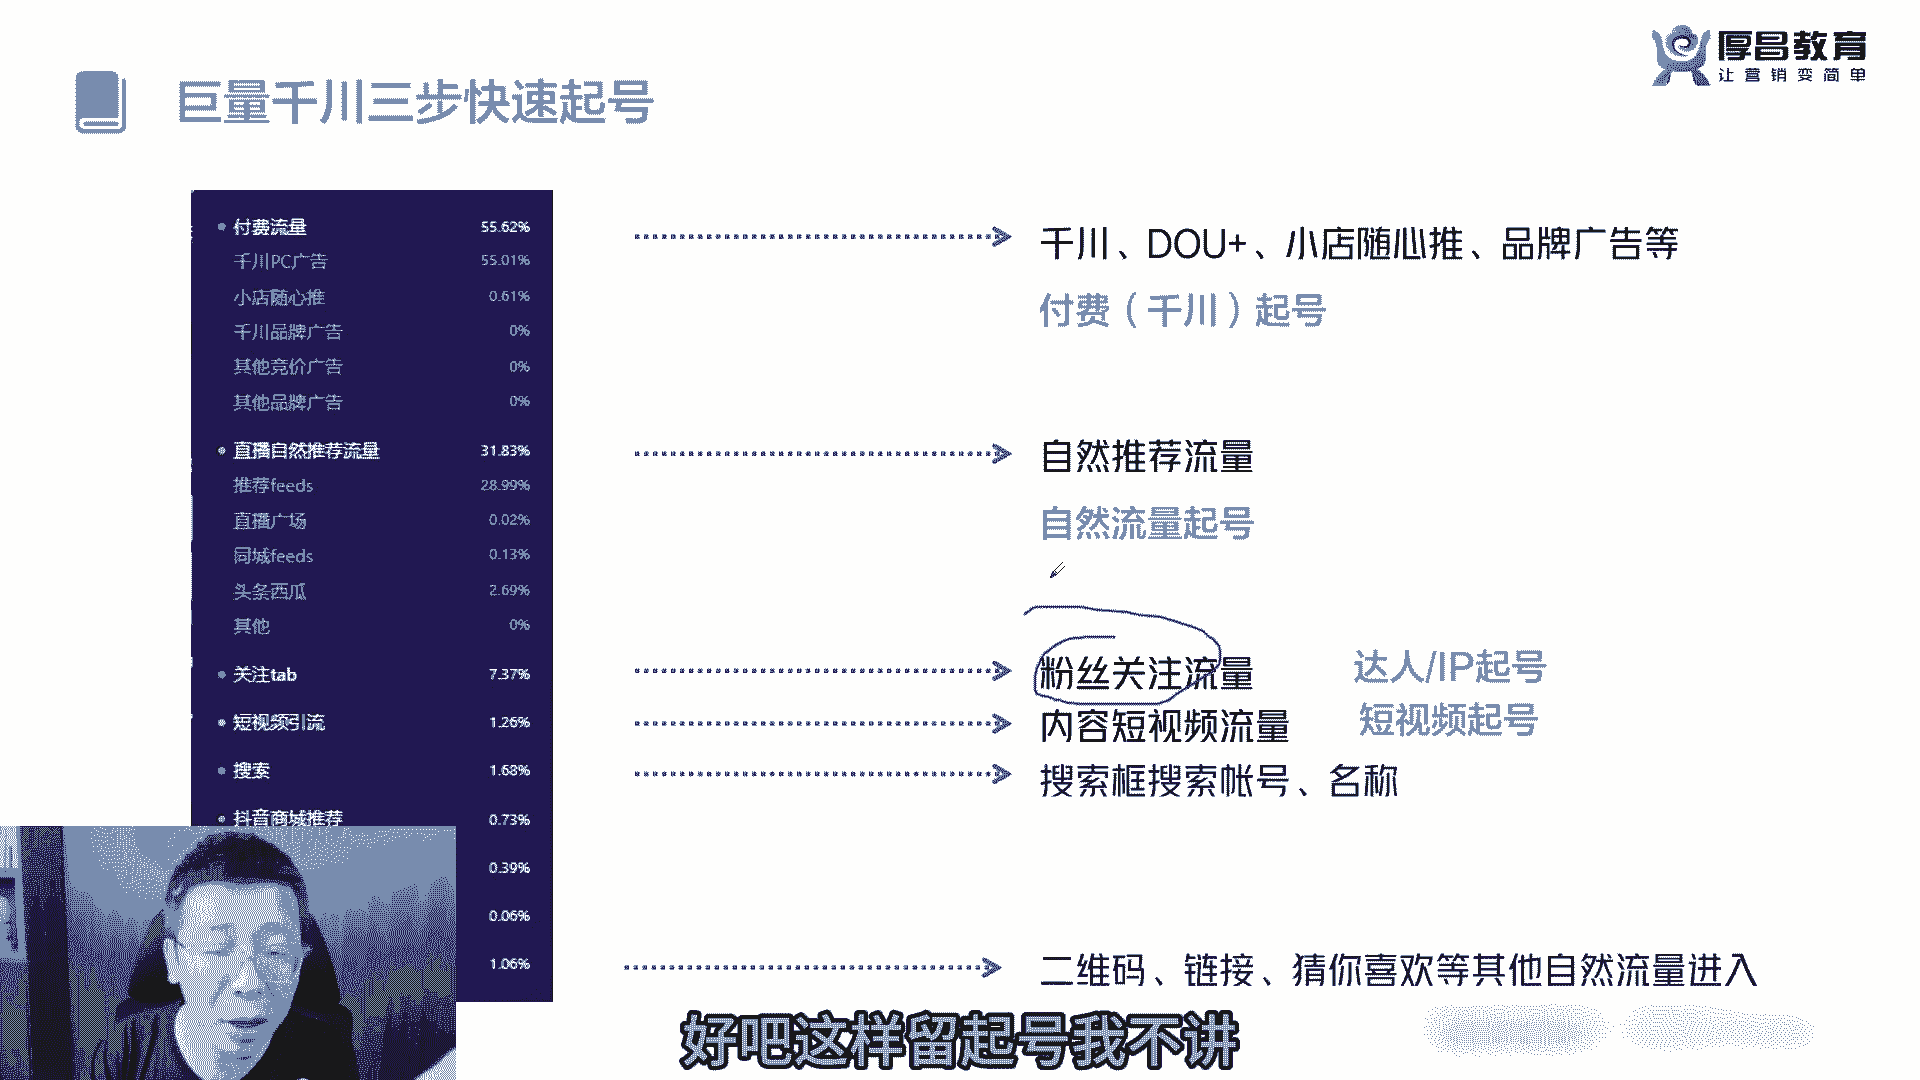 厚昌教育
让营销变简单
巨量千川三步快速起号
付费流量 55.62%
千川PC广告 55.01%
小店随心推 0.61%
千川品牌广告 0%
其他竞价广告 0%
其他品牌广告 0%
直播自然推荐流量 31.83%
推荐feeds 28.99%
直播广场 0.02%
同城feeds 0.13%
头条西瓜 2.69%
其他 0%
关注tab 7.37%
短视频引流 1.26%
搜索 1.68%
抖音商城推荐 0.73%
0.39%
0.06%
1.06%
千川、DOU+、小店随心推、品牌广告等
付费（千川）起号
自然推荐流量
自然流量起号
粉丝关注流量 达人/IP起号
内容短视频流量 短视频起号
搜索框搜索帐号、名称
二维码、链接、猜你喜欢等其他自然流量进入
好吧这样留起号我不讲